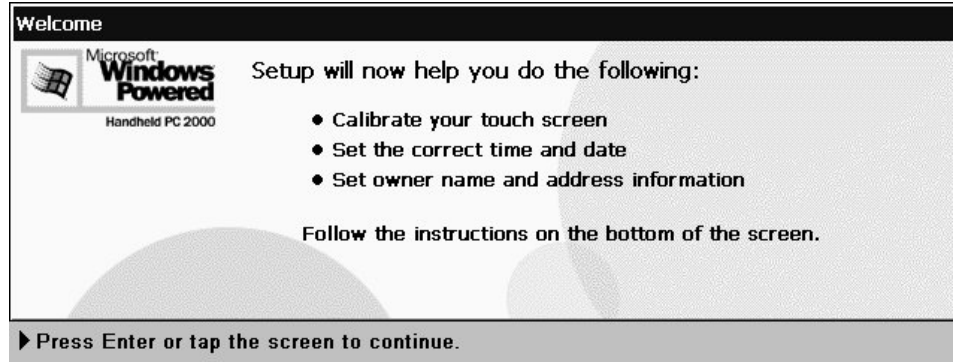 Welcome
Microsoft
Windows
Powered
Handheld PC 2000
Setup will now help you do the following:
• Calibrate your touch screen
• Set the correct time and date
• Set owner name and address information
Follow the instructions on the bottom of the screen.
Press Enter or tap the screen to continue.